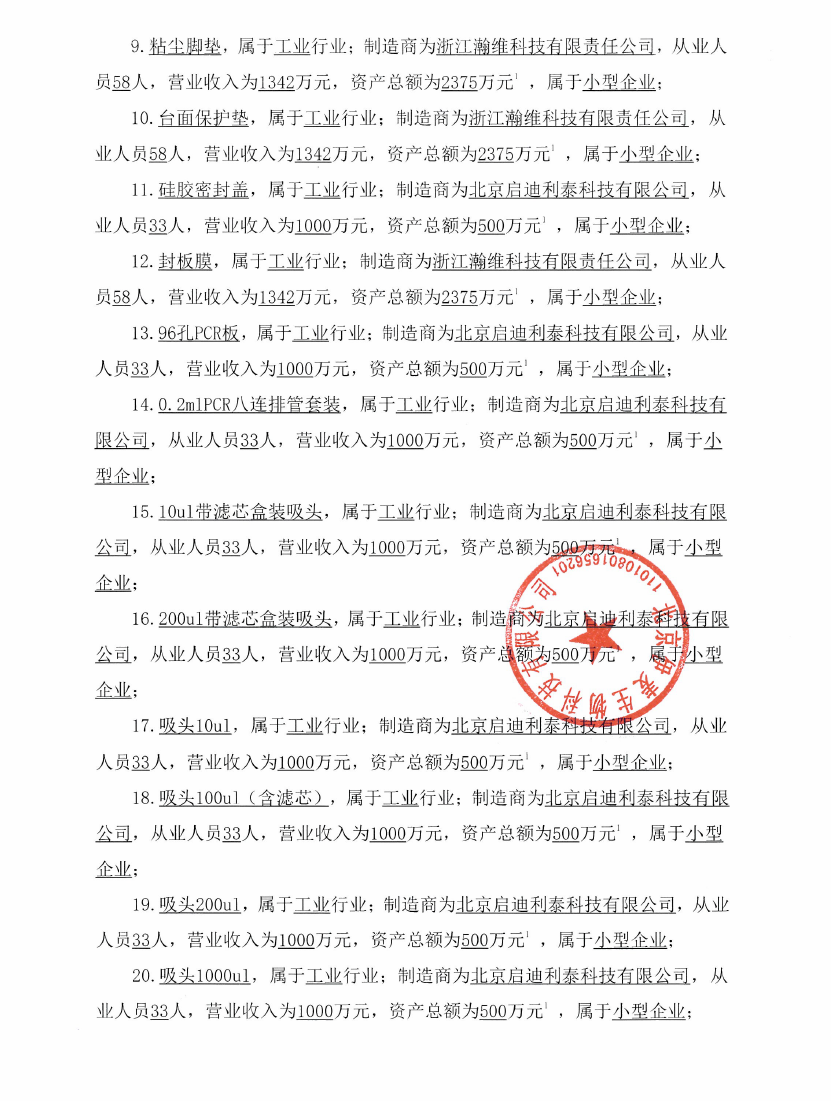 9.粘尘脚垫，属于工业行业；制造商为浙江瀚维科技有限责任公司，从业人
员58人，营业收入为1342万元，资产总额为2375万元¹，属于小型企业；
10.台面保护垫，属于工业行业；制造商为浙江瀚维科技有限责任公司，从
业人员58人，营业收入为1342万元，资产总额为2375万元¹，属于小型企业；
11.硅胶密封盖，属于工业行业；制造商为北京启迪利泰科技有限公司，从
业人员33人，营业收入为1000万元，资产总额为500万元¹，属于小型企业；
12.封板膜，属于工业行业；制造商为浙江瀚维科技有限责任公司，从业人
员58人，营业收入为1342万元，资产总额为2375万元¹，属于小型企业；
13.96孔PCR板，属于工业行业；制造商为北京启迪利泰科技有限公司，从业
人员33人，营业收入为1000万元，资产总额为500万元¹，属于小型企业；
14.0.2mlPCR八连排管套装，属于工业行业；制造商为北京启迪利泰科技有
限公司，从业人员33人，营业收入为1000万元，资产总额为500万元¹，属于小
型企业；
15.10ul带滤芯盒装吸头，属于工业行业；制造商为北京启迪利泰科技有限
公司，从业人员33人，营业收入为1000万元，资产总额为500万元¹，属于小型
企业；
16.200ul带滤芯盒装吸头，属于工业行业；制造商为北京启迪利泰科技有限
公司，从业人员33人，营业收入为1000万元，资产总额为500万元¹，属于小型
企业；
17.吸头10ul，属于工业行业；制造商为北京启迪利泰科技有限公司，从业
人员33人，营业收入为1000万元，资产总额为500万元¹，属于小型企业；
18.吸头100ul（含滤芯），属于工业行业；制造商为北京启迪利泰科技有限
公司，从业人员33人，营业收入为1000万元，资产总额为500万元¹，属于小型
企业；
19.吸头200ul，属于工业行业；制造商为北京启迪利泰科技有限公司，从业
人员33人，营业收入为1000万元，资产总额为500万元¹，属于小型企业；
20.吸头1000ul，属于工业行业；制造商为北京启迪利泰科技有限公司，从
业人员33人，营业收入为1000万元，资产总额为500万元¹，属于小型企业；
北京 麦生物科技有限公司
11010801656201